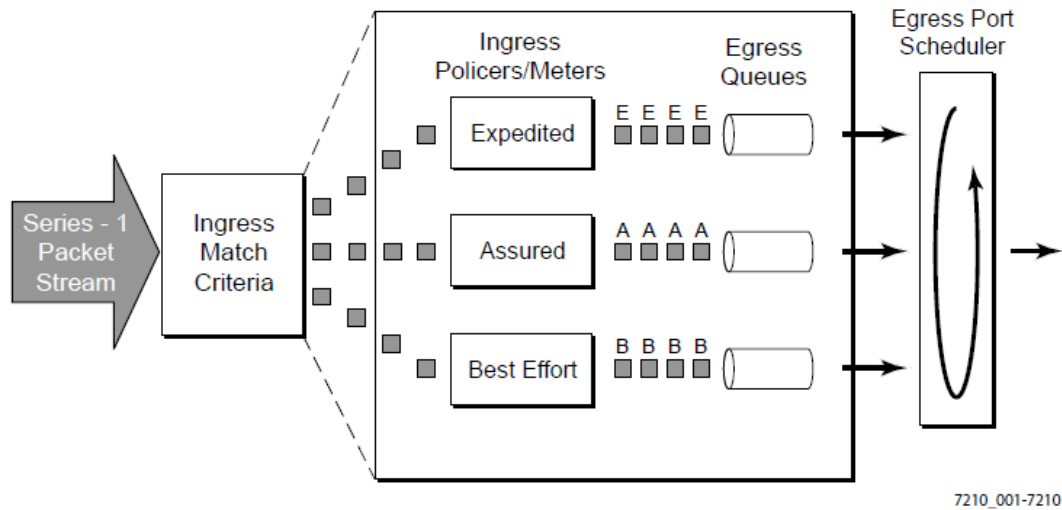 Egress Port
Scheduler
Ingress
Policers/Meters
Egress
Queues
Expedited
E E E E
Series - 1
Packet
Stream
Ingress
Match
Criteria
Assured
A A A A
Best Effort
B B B B
7210_001-7210